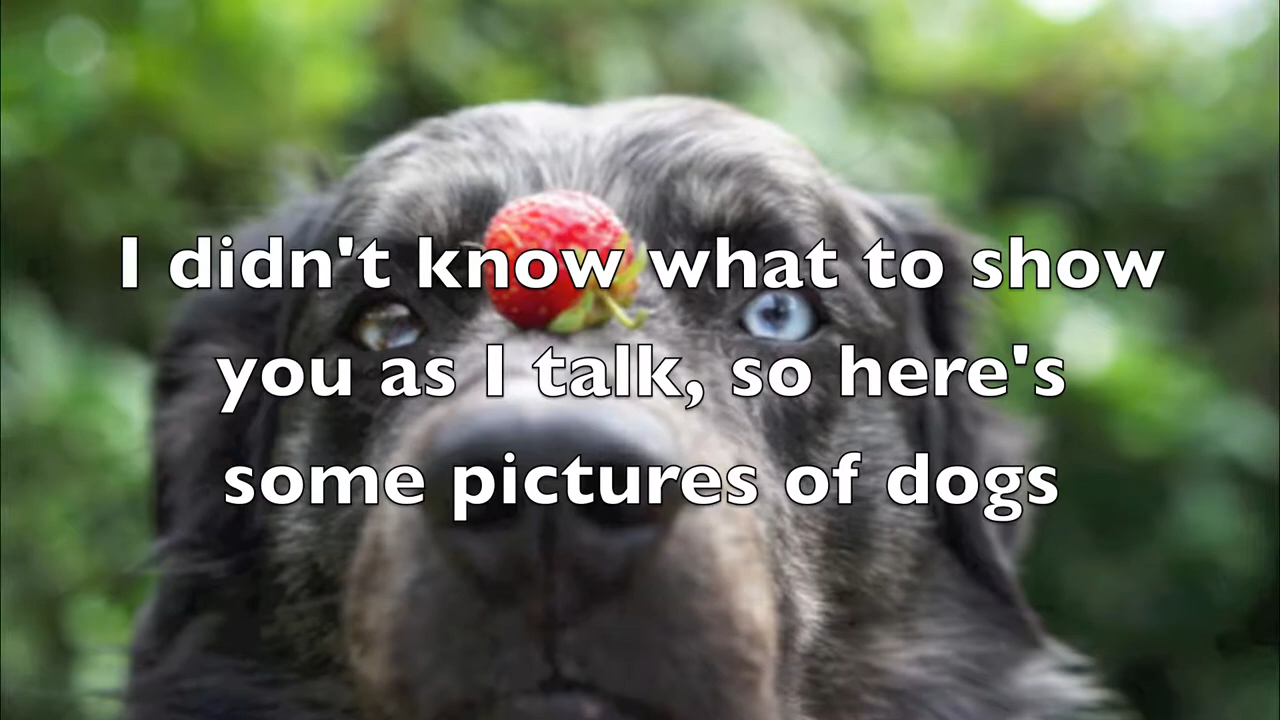 I didn't know what to show
you as I talk, so here's
some pictures of dogs